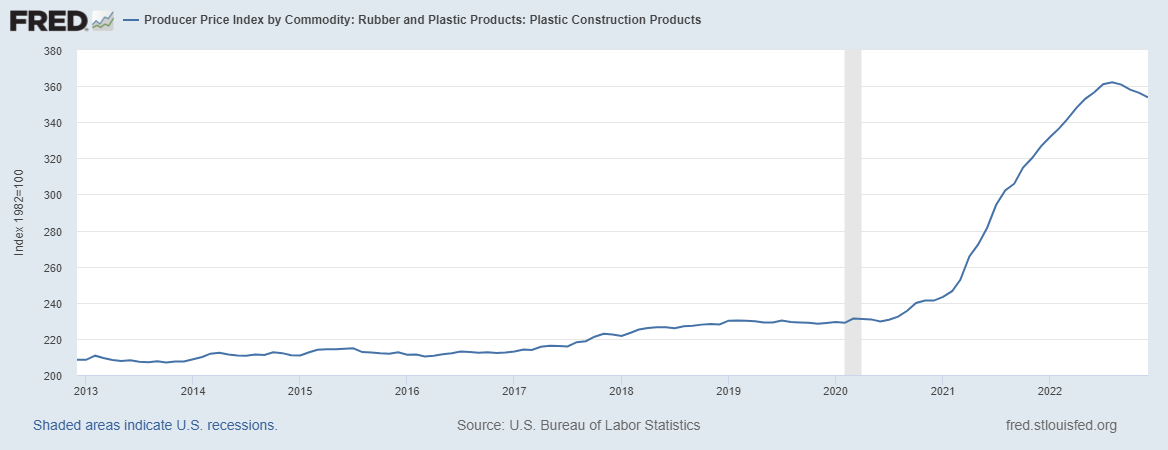 FRED
Producer Price Index by Commodity: Rubber and Plastic Products: Plastic Construction Products
380
360
340
320
300
280
260
240
220
200
Index 1982=100
2013 2014 2015 2016 2017 2018 2019 2020 2021 2022
Shaded areas indicate U.S. recessions. Source: U.S. Bureau of Labor Statistics fred.stlouisfed.org